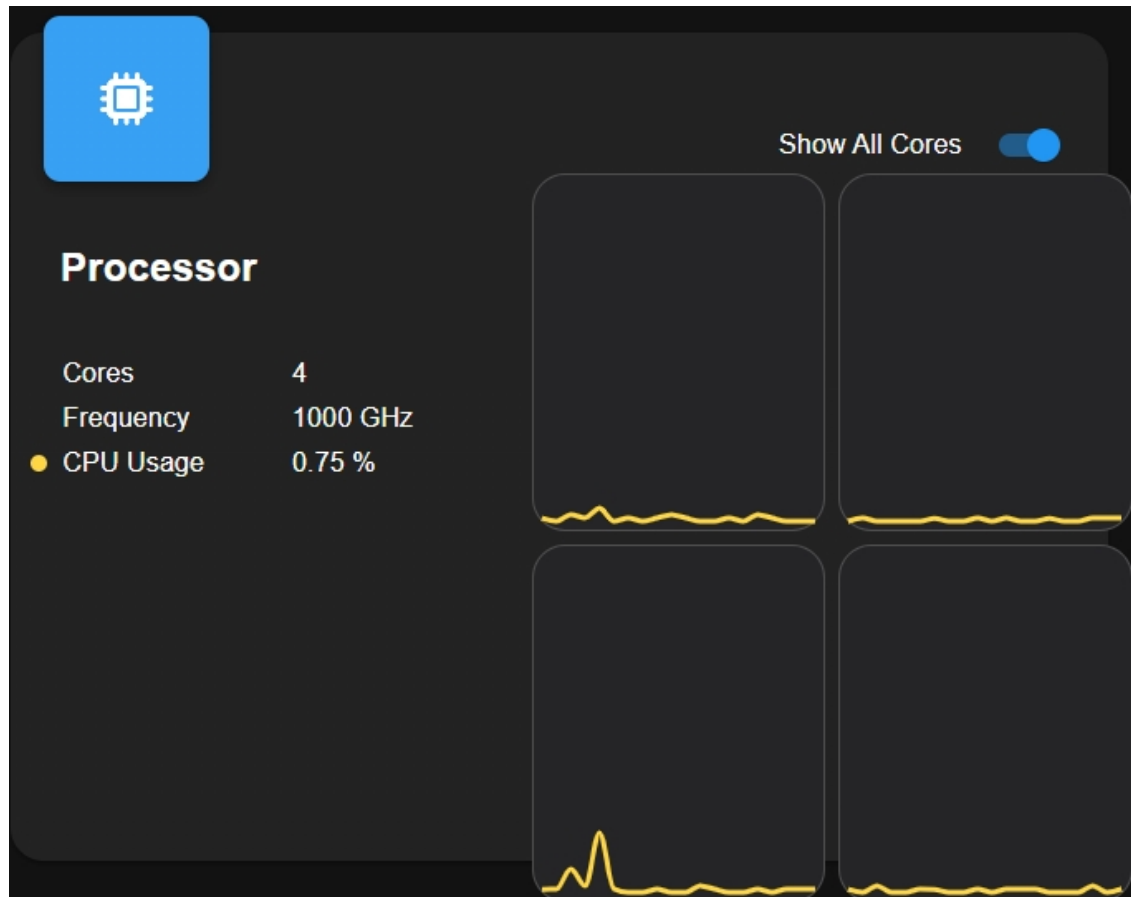 Show All Cores
Processor
Cores 4
Frequency 1000 GHz
CPU Usage 0.75 %